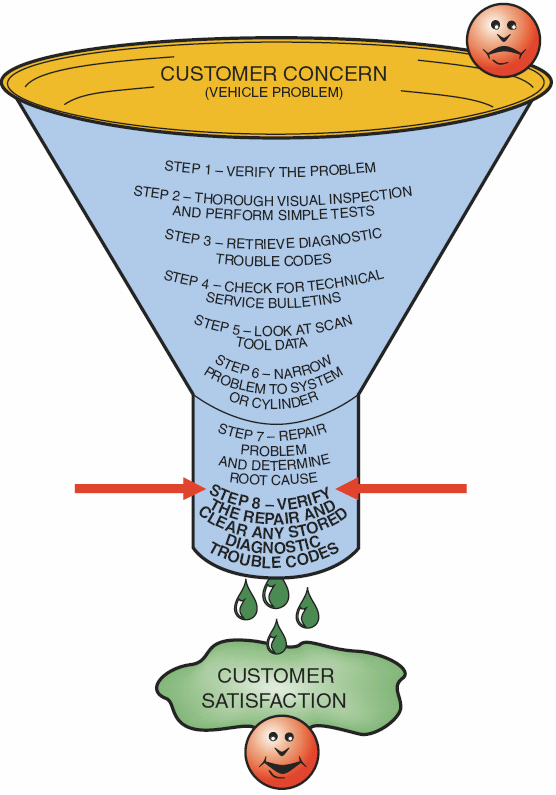 CUSTOMER CONCERN
(VEHICLE PROBLEM)
STEP 1 – VERIFY THE PROBLEM
STEP 2 – THOROUGH VISUAL INSPECTION
AND PERFORM SIMPLE TESTS
STEP 3 – RETRIEVE DIAGNOSTIC
TROUBLE CODES
STEP 4 – CHECK FOR TECHNICAL
SERVICE BULLETINS
STEP 5 – LOOK AT SCAN
TOOL DATA
STEP 6 – NARROW
PROBLEM TO SYSTEM
OR CYLINDER
STEP 7 – REPAIR
PROBLEM
AND DETERMINE
ROOT CAUSE
STEP 8 – VERIFY
THE REPAIR AND
CLEAR ANY STORED
DIAGNOSTIC
TROUBLE CODES
CUSTOMER
SATISFACTION